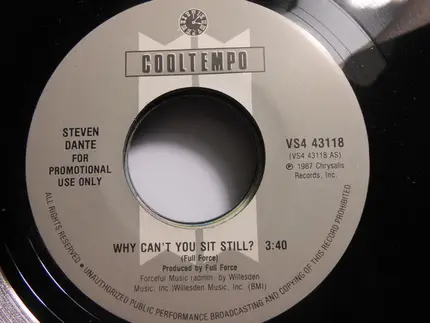 COOLTEMPO
STEVEN
DANTE
FOR
PROMOTIONAL
USE ONLY
VS4 43118
(VS4 43118 AS)
℗ 1987 Chrysalis
Records, Inc.
WHY CAN'T YOU SIT STILL? 3:40
(Full Force)
Produced by Full Force
Forceful Music (admin. by Willesden
Music, Inc.)Willesden Music, Inc. (BMI)
ALL RIGHTS RESERVED • UNAUTHORIZED PUBLIC PERFORMANCE BROADCASTING AND COPYING OF THIS RECORD PROHIBITED